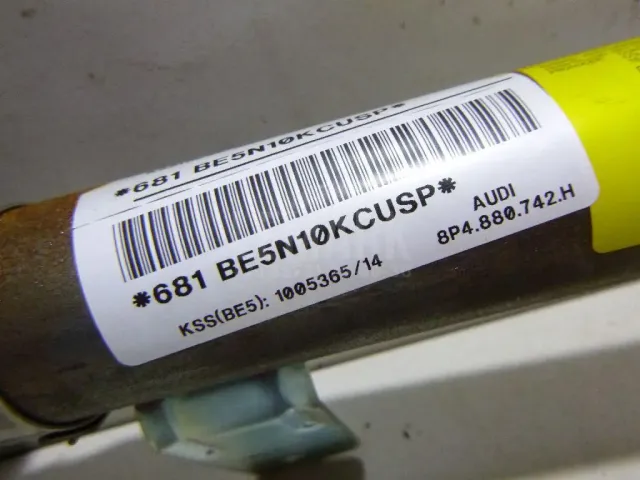 *681 BE5N10KCUSP*
*681 BE5N10KCUSP*
AUDI
KSS(BE5): 1005365/14
8P4.880.742.H